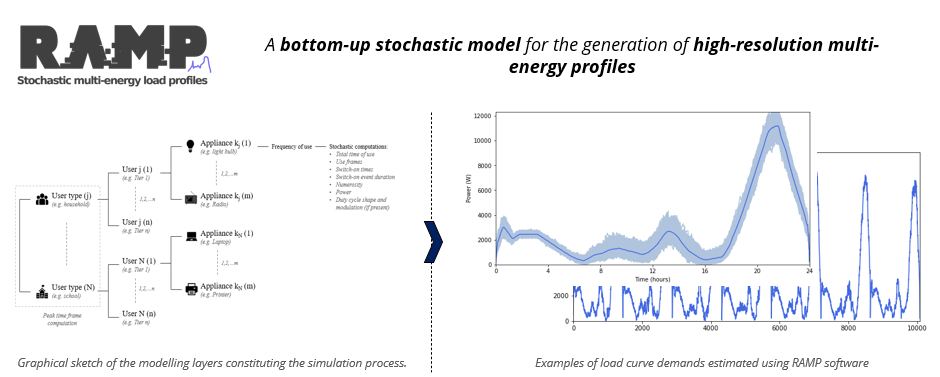 RAMP
Stochastic multi-energy load profiles
A bottom-up stochastic model for the generation of high-resolution multi-
energy profiles
User type (j)
(e.g. household)
User type (N)
(e.g. school)
Peak time frame
computation
User j (1)
(e.g. Tier 1)
1,2,...n
User j (n)
(e.g. Tier n)
User N (1)
(e.g. Tier 1)
1,2,...n
User N (n)
(e.g. Tier n)
Appliance kj (1)
(e.g. light bulb)
1,2,...m
Appliance kj (m)
(e.g. Radio)
Appliance kN (1)
(e.g. Laptop)
1,2,...m
Appliance kN (m)
(e.g. Printer)
Frequency of use
Stochastic computations:
• Total time of use
• Use frames
• Switch-on times
• Switch-on event duration
• Numerosity
• Power
• Duty cycle shape and
modulation (if present)
Graphical sketch of the modelling layers constituting the simulation process.
Power (W)
12000
10000
8000
6000
4000
2000
0
0 4 8 12 16 20 24
Time (hours)
2000
0
0 2000 4000 6000 8000 10000
Examples of load curve demands estimated using RAMP software